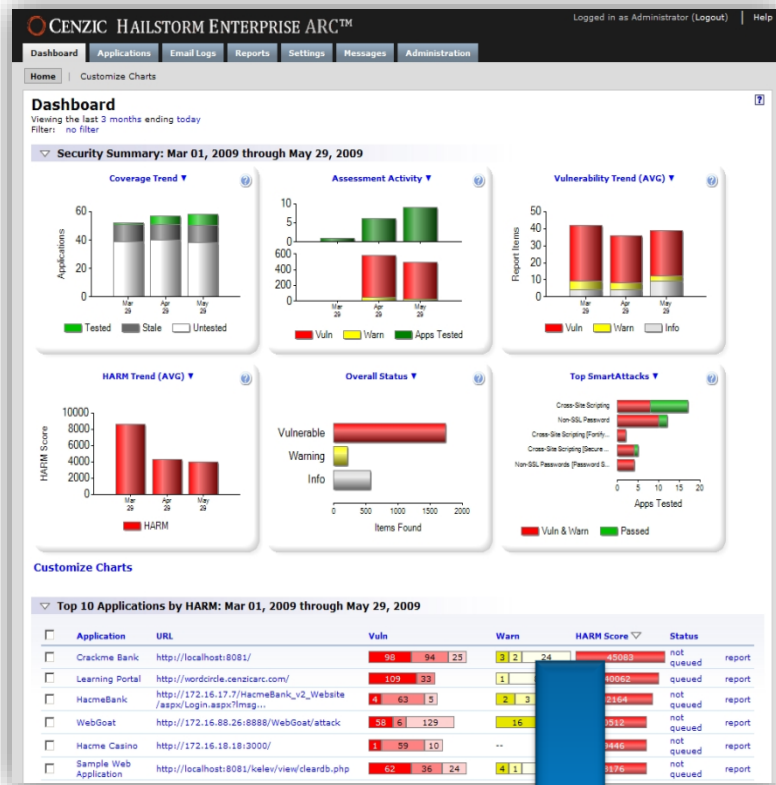 CENZIC HAILSTORM ENTERPRISE ARC™
Logged in as Administrator (Logout) | Help
Dashboard Applications Email Logs Reports Settings Messages Administration
Home | Customize Charts
Dashboard
Viewing the last 3 months ending today
Filter: no filter
Security Summary: Mar 01, 2009 through May 29, 2009
Coverage Trend ▼
60
40
20
0
Applications
Mar 29 Apr 29 May 29
Tested Stale Untested
Assessment Activity ▼
10
5
0
600
400
200
0
Mar 29 Apr 29 May 29
Vuln Warn Apps Tested
Vulnerability Trend (AVG) ▼
50
40
30
20
10
0
Report Items
Mar 29 Apr 29 May 29
Vuln Warn Info
HARM Trend (AVG) ▼
10000
8000
6000
4000
2000
0
HARM Score
Mar 29 Apr 29 May 29
HARM
Overall Status ▼
Vulnerable
Warning
Info
0 500 1000 1500 2000
Items Found
Top SmartAttacks ▼
Cross-Site Scripting
Non-SSL Password
Cross-Site Scripting [Fortify...
Cross-Site Scripting [Secure ...
Non-SSL Passwords [Password S...
0 5 10 15 20
Apps Tested
Vuln & Warn Passed
Customize Charts
Top 10 Applications by HARM: Mar 01, 2009 through May 29, 2009
Application URL Vuln Warn HARM Score Status
Crackme Bank http://localhost:8081/ 98 94 25 3 2 24 45083 not queued report
Learning Portal http://wordcircle.cenzicarc.com/ 109 33 1 queued report
HacmeBank http://172.16.17.7/HacmeBank_v2_Website
/aspx/Login.aspx?lmsg... 4 63 5 2 3 not queued report
WebGoat http://172.16.88.26:8888/WebGoat/attack 58 6 129 16 not queued report
Hacme Casino http://172.16.18.18:3000/ 1 59 10 -- not queued report
Sample Web Application http://localhost:8081/kelev/view/cleardb.php 62 36 24 4 1 not queued report